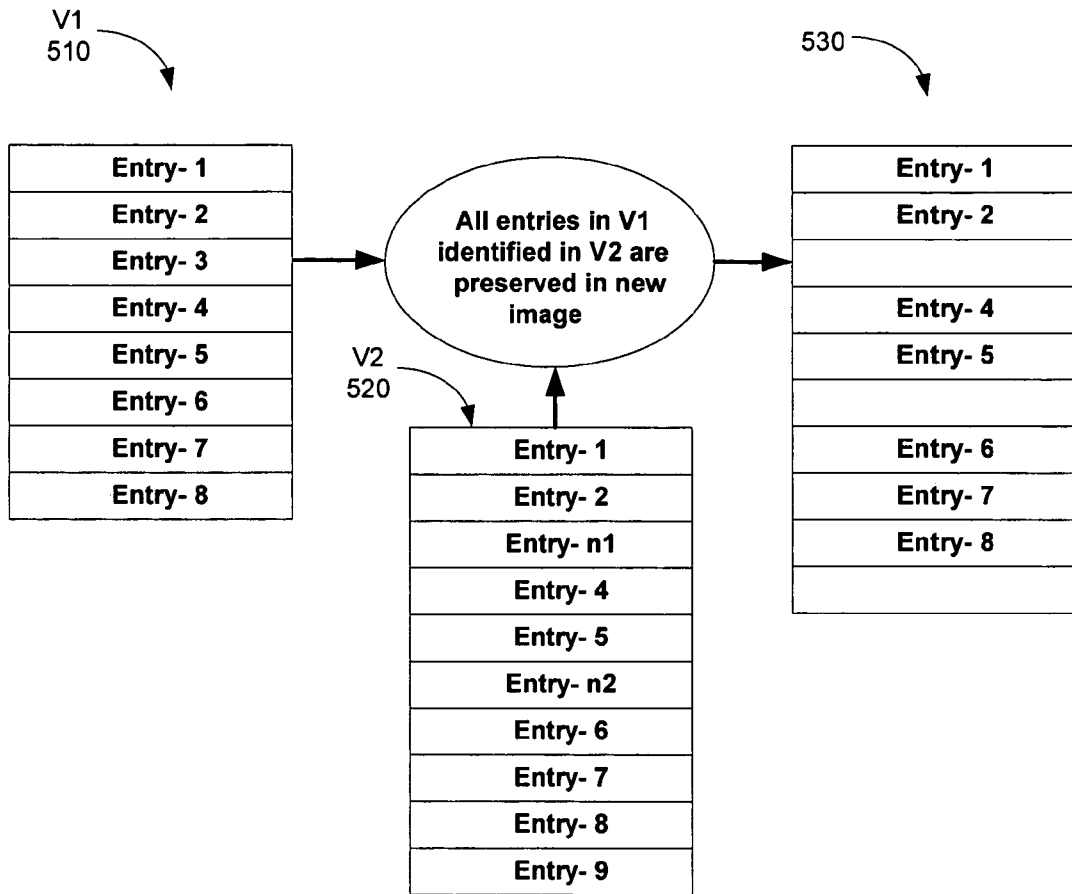 V1
510
530
Entry- 1
Entry- 2
Entry- 3
Entry- 4
Entry- 5
Entry- 6
Entry- 7
Entry- 8
All entries in V1
identified in V2 are
preserved in new
image
V2
520
Entry- 1
Entry- 2
Entry- n1
Entry- 4
Entry- 5
Entry- n2
Entry- 6
Entry- 7
Entry- 8
Entry- 9
Entry- 1
Entry- 2
Entry- 4
Entry- 5
Entry- 6
Entry- 7
Entry- 8